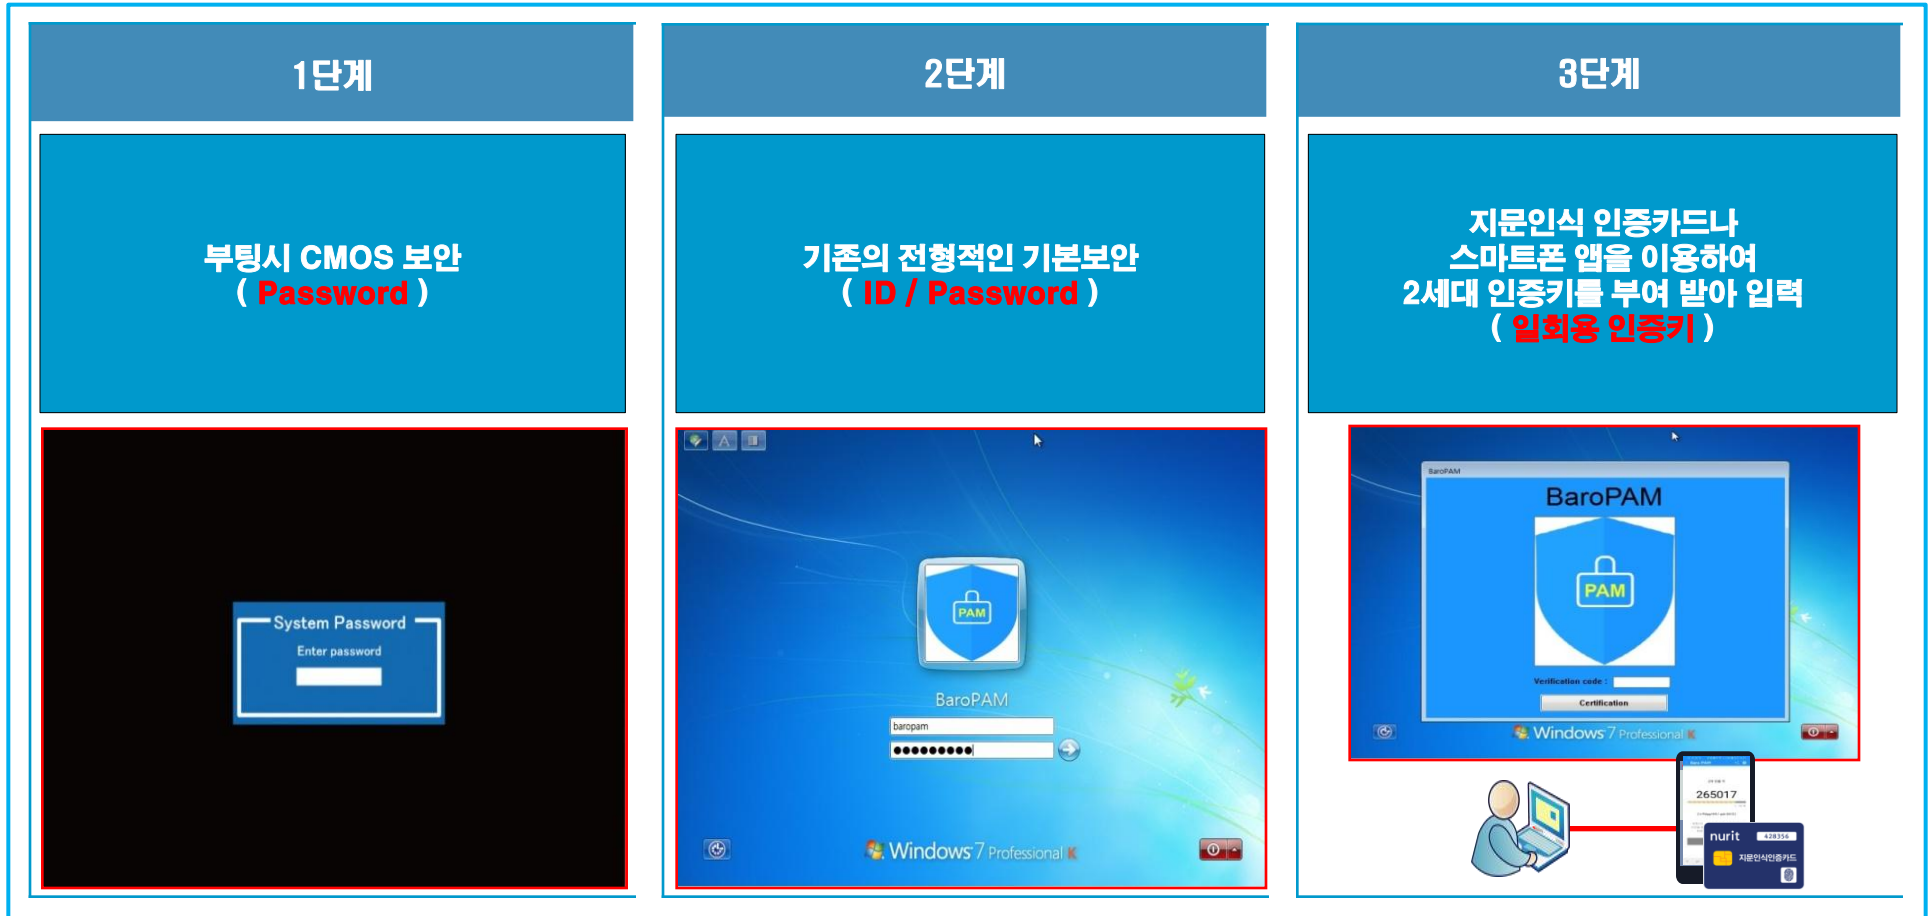 1단계
부팅시 CMOS 보안
( Password )
System Password
Enter password
2단계
기존의 전형적인 기본보안
( ID / Password )
PAM
BaroPAM
baropam
Windows 7 Professional K
3단계
지문인식 인증카드나
스마트폰 앱을 이용하여
2세대 인증키를 부여 받아 입력
( 일회용 인증키 )
BaroPAM
BaroPAM
PAM
Verification code :
Certification
Windows 7 Professional K
265017
nurit 428356
지문인식인증카드